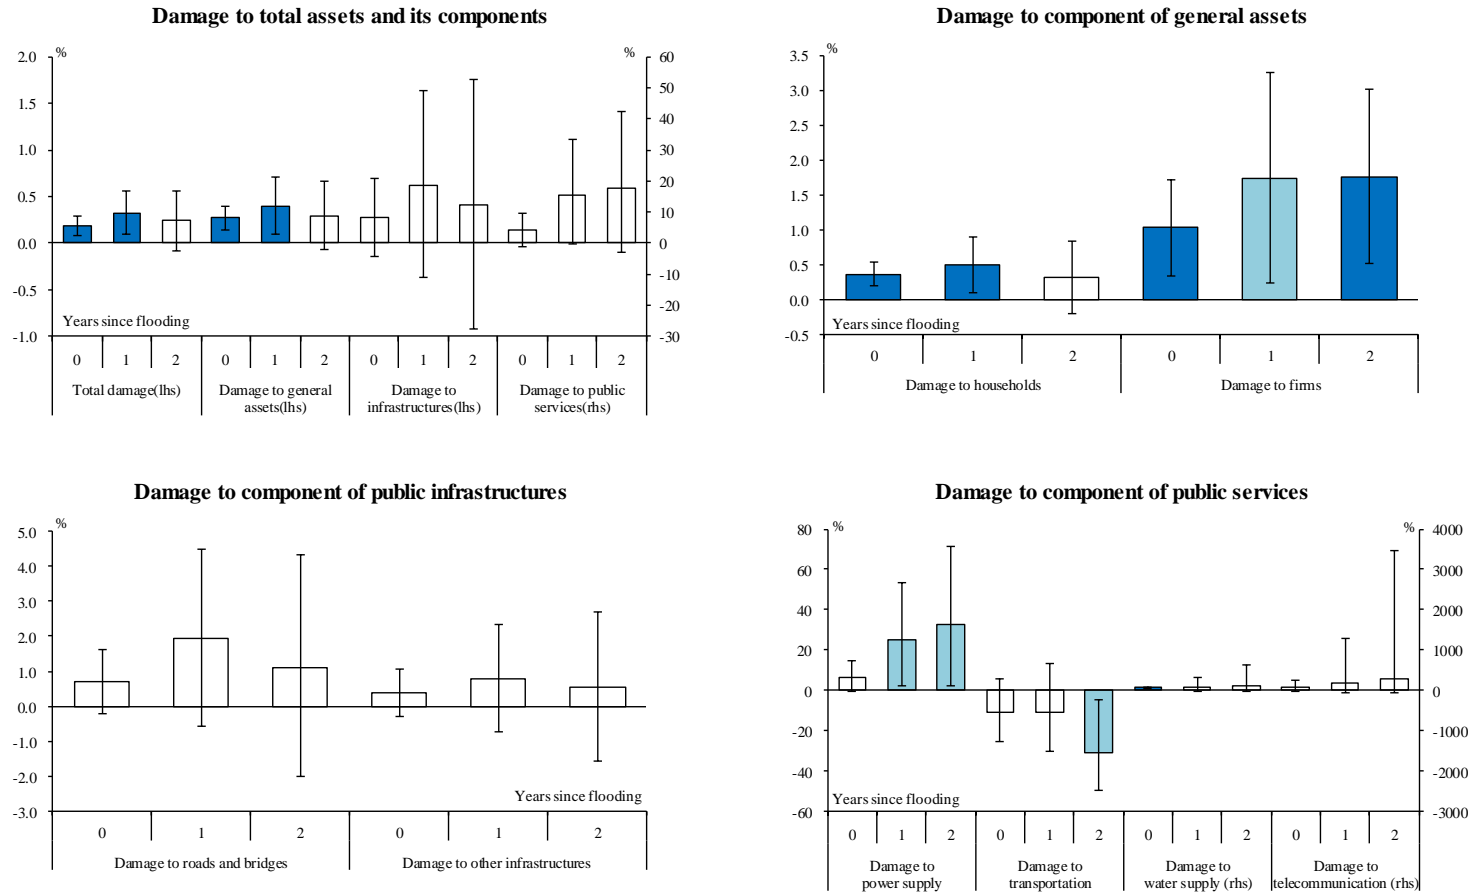 Damage to total assets and its components
%
%
2.0
1.5
1.0
0.5
0.0
-0.5
-1.0
60
50
40
30
20
10
0
-10
-20
-30
Years since flooding
0 1 2 0 1 2 0 1 2 0 1 2
Total damage(lhs)
Damage to general
assets(lhs)
Damage to
infrastructures(lhs)
Damage to public
services(rhs)
Damage to component of general assets
%
3.5
3.0
2.5
2.0
1.5
1.0
0.5
0.0
-0.5
Years since flooding
0 1 2 0 1 2
Damage to households
Damage to firms
Damage to component of public infrastructures
%
5.0
4.0
3.0
2.0
1.0
0.0
-1.0
-2.0
-3.0
Years since flooding
0 1 2 0 1 2
Damage to roads and bridges
Damage to other infrastructures
Damage to component of public services
%
%
80
60
40
20
0
-20
-40
-60
4000
3000
2000
1000
0
-1000
-2000
-3000
Years since flooding
0 1 2 0 1 2 0 1 2 0 1 2
Damage to
power supply
Damage to
transportation
Damage to
water supply (rhs)
Damage to
telecommunication (rhs)